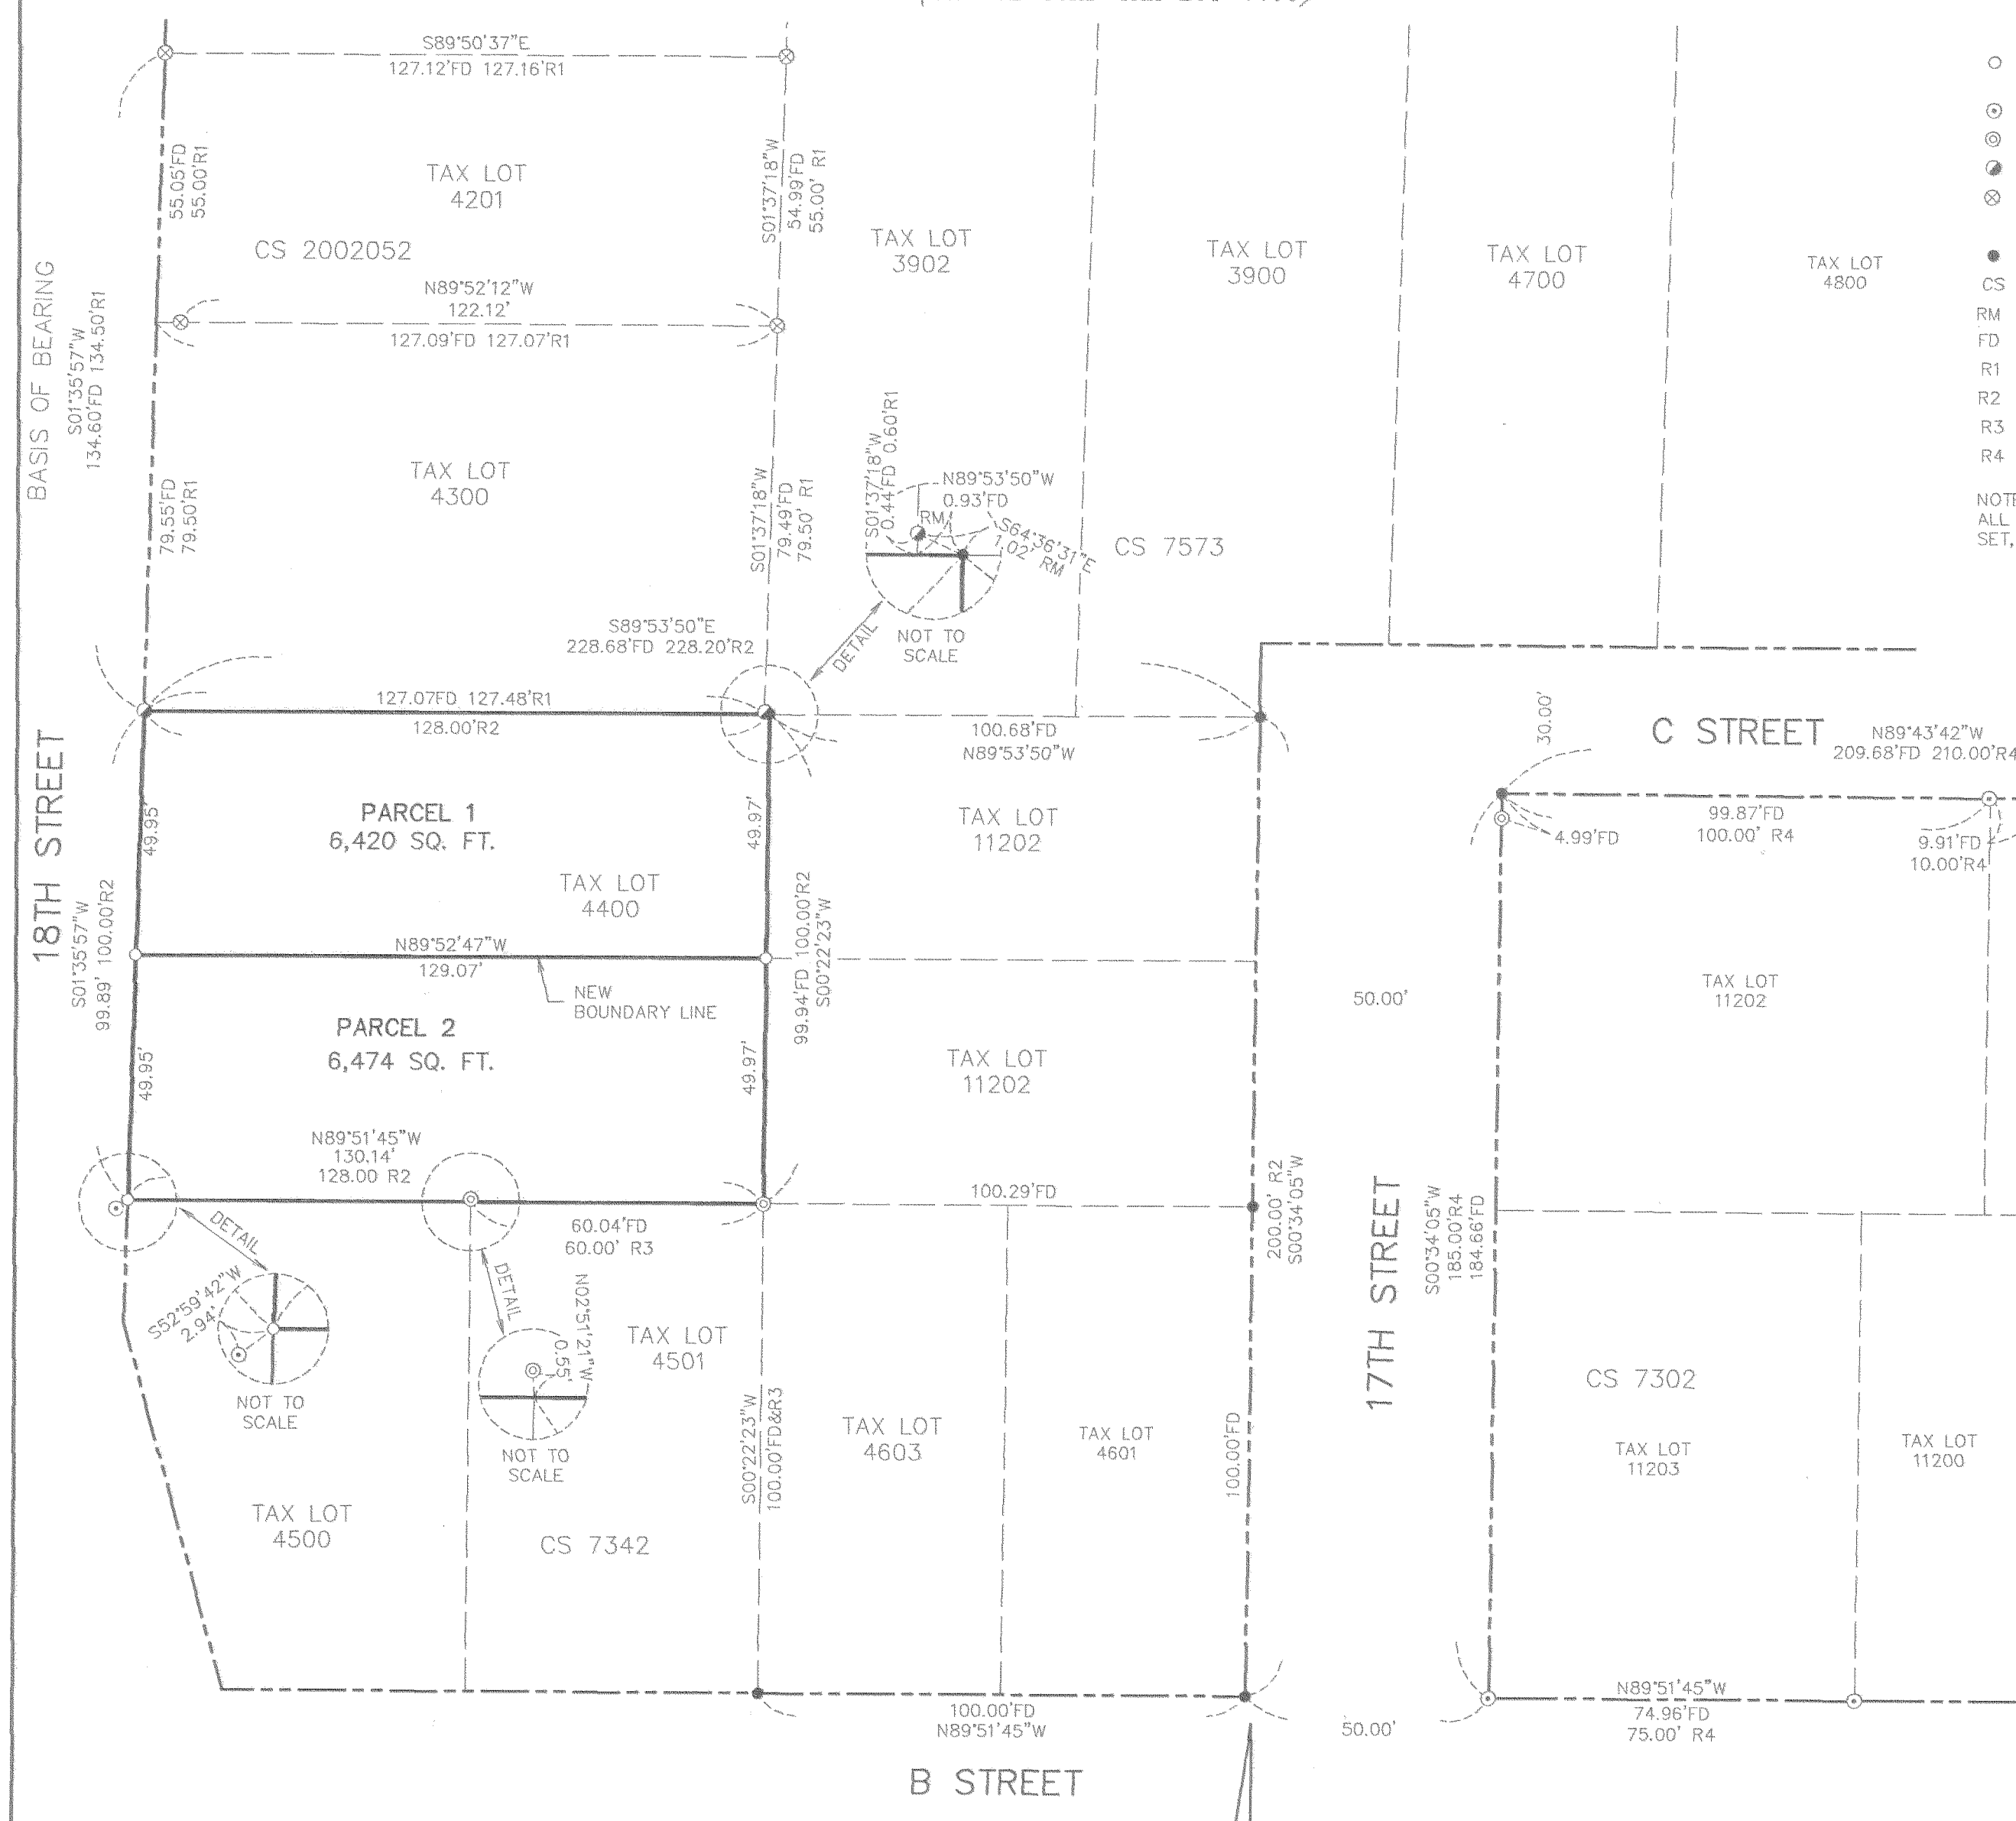 S89°50'37"E
127.12'FD 127.16'R1
55.05'FD
55.00'R1
TAX LOT
4201
S01°37'18"W
54.99'FD
55.00' R1
CS 2002052
TAX LOT
3902
TAX LOT
3900
TAX LOT
4700
TAX LOT
4800
CS
RM
FD
R1
R2
R3
R4
NOTE
ALL
SET,
BASIS OF BEARING
S01°35'57"W
134.60'FD 134.50'R1
N89°52'12"W
122.12'
127.09'FD 127.07'R1
79.55'FD
79.50'R1
TAX LOT
4300
S01°37'18"W
79.49'FD
79.50' R1
S01°37'18"W
0.44'FD 0.60'R1
N89°53'50"W
0.93'FD
RM
S64°36'31"E
1.02' RM
CS 7573
DETAIL
NOT TO
SCALE
S89°53'50"E
228.68'FD 228.20'R2
127.07FD 127.48'R1
128.00'R2
100.68'FD
N89°53'50"W
30.00'
C STREET
N89°43'42"W
209.68'FD 210.00'R4
99.87'FD
100.00' R4
4.99'FD
9.91'FD
10.00'R4
18TH STREET
49.95'
PARCEL 1
6,420 SQ. FT.
49.97'
TAX LOT
11202
TAX LOT
4400
S01°35'57"W
99.89' 100.00'R2
99.94'FD 100.00'R2
S00°22'23"W
N89°52'47"W
129.07'
NEW
BOUNDARY LINE
50.00'
TAX LOT
11202
PARCEL 2
6,474 SQ. FT.
49.95'
49.97'
TAX LOT
11202
N89°51'45"W
130.14'
128.00 R2
60.04'FD
60.00' R3
100.29'FD
200.00' R2
S00°34'05"W
17TH STREET
S00°34'05"W
185.00'R4
184.66'FD
DETAIL
S52°59'42"W
2.94'
NOT TO
SCALE
DETAIL
N02°51'21"W
0.55'
NOT TO
SCALE
TAX LOT
4501
S00°22'23"W
100.00'FD&R3
TAX LOT
4603
TAX LOT
4601
100.00'FD
CS 7302
TAX LOT
11203
TAX LOT
11200
TAX LOT
4500
CS 7342
100.00'FD
N89°51'45"W
50.00'
N89°51'45"W
74.96'FD
75.00' R4
B STREET